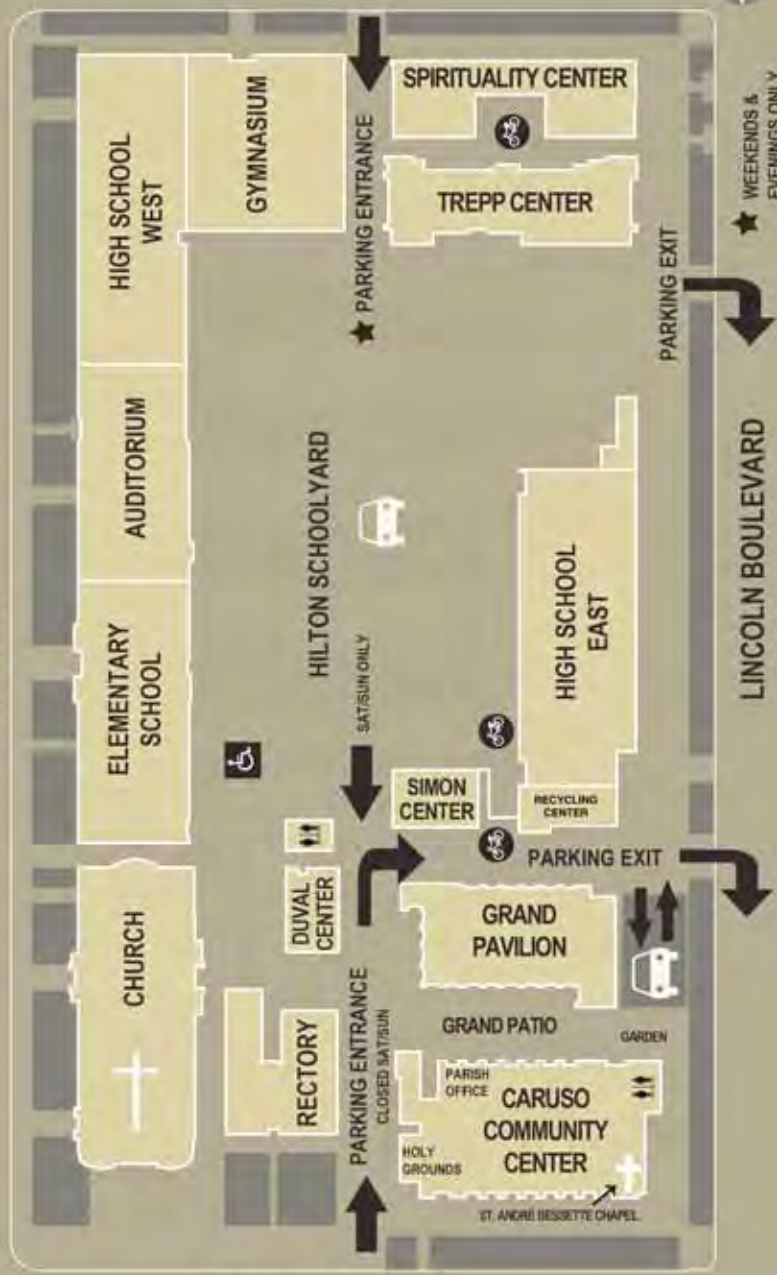 SPIRITUALITY CENTER
TREPP CENTER
GYMNASIUM
HIGH SCHOOL
WEST
★ PARKING ENTRANCE
★ WEEKENDS &
EVENINGS ONLY
PARKING EXIT
AUDITORIUM
HILTON SCHOOLYARD
LINCOLN BOULEVARD
ELEMENTARY
SCHOOL
SAT/SUN ONLY
HIGH SCHOOL
EAST
SIMON
CENTER
RECYCLING
CENTER
PARKING EXIT
CHURCH
DUVAL
CENTER
GRAND
PAVILION
RECTORY
PARKING ENTRANCE
CLOSED SAT/SUN
GRAND PATIO
GARDEN
PARISH
OFFICE
CARUSO
COMMUNITY
CENTER
HOLY
GROUNDS
ST. ANDRÉ BESSETTE CHAPEL